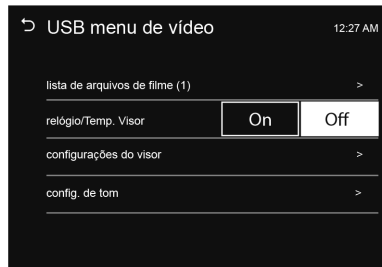 USB menu de vídeo
12:27 AM
lista de arquivos de filme (1) >
relógio/Temp. Visor On Off
configurações do visor >
config. de tom >